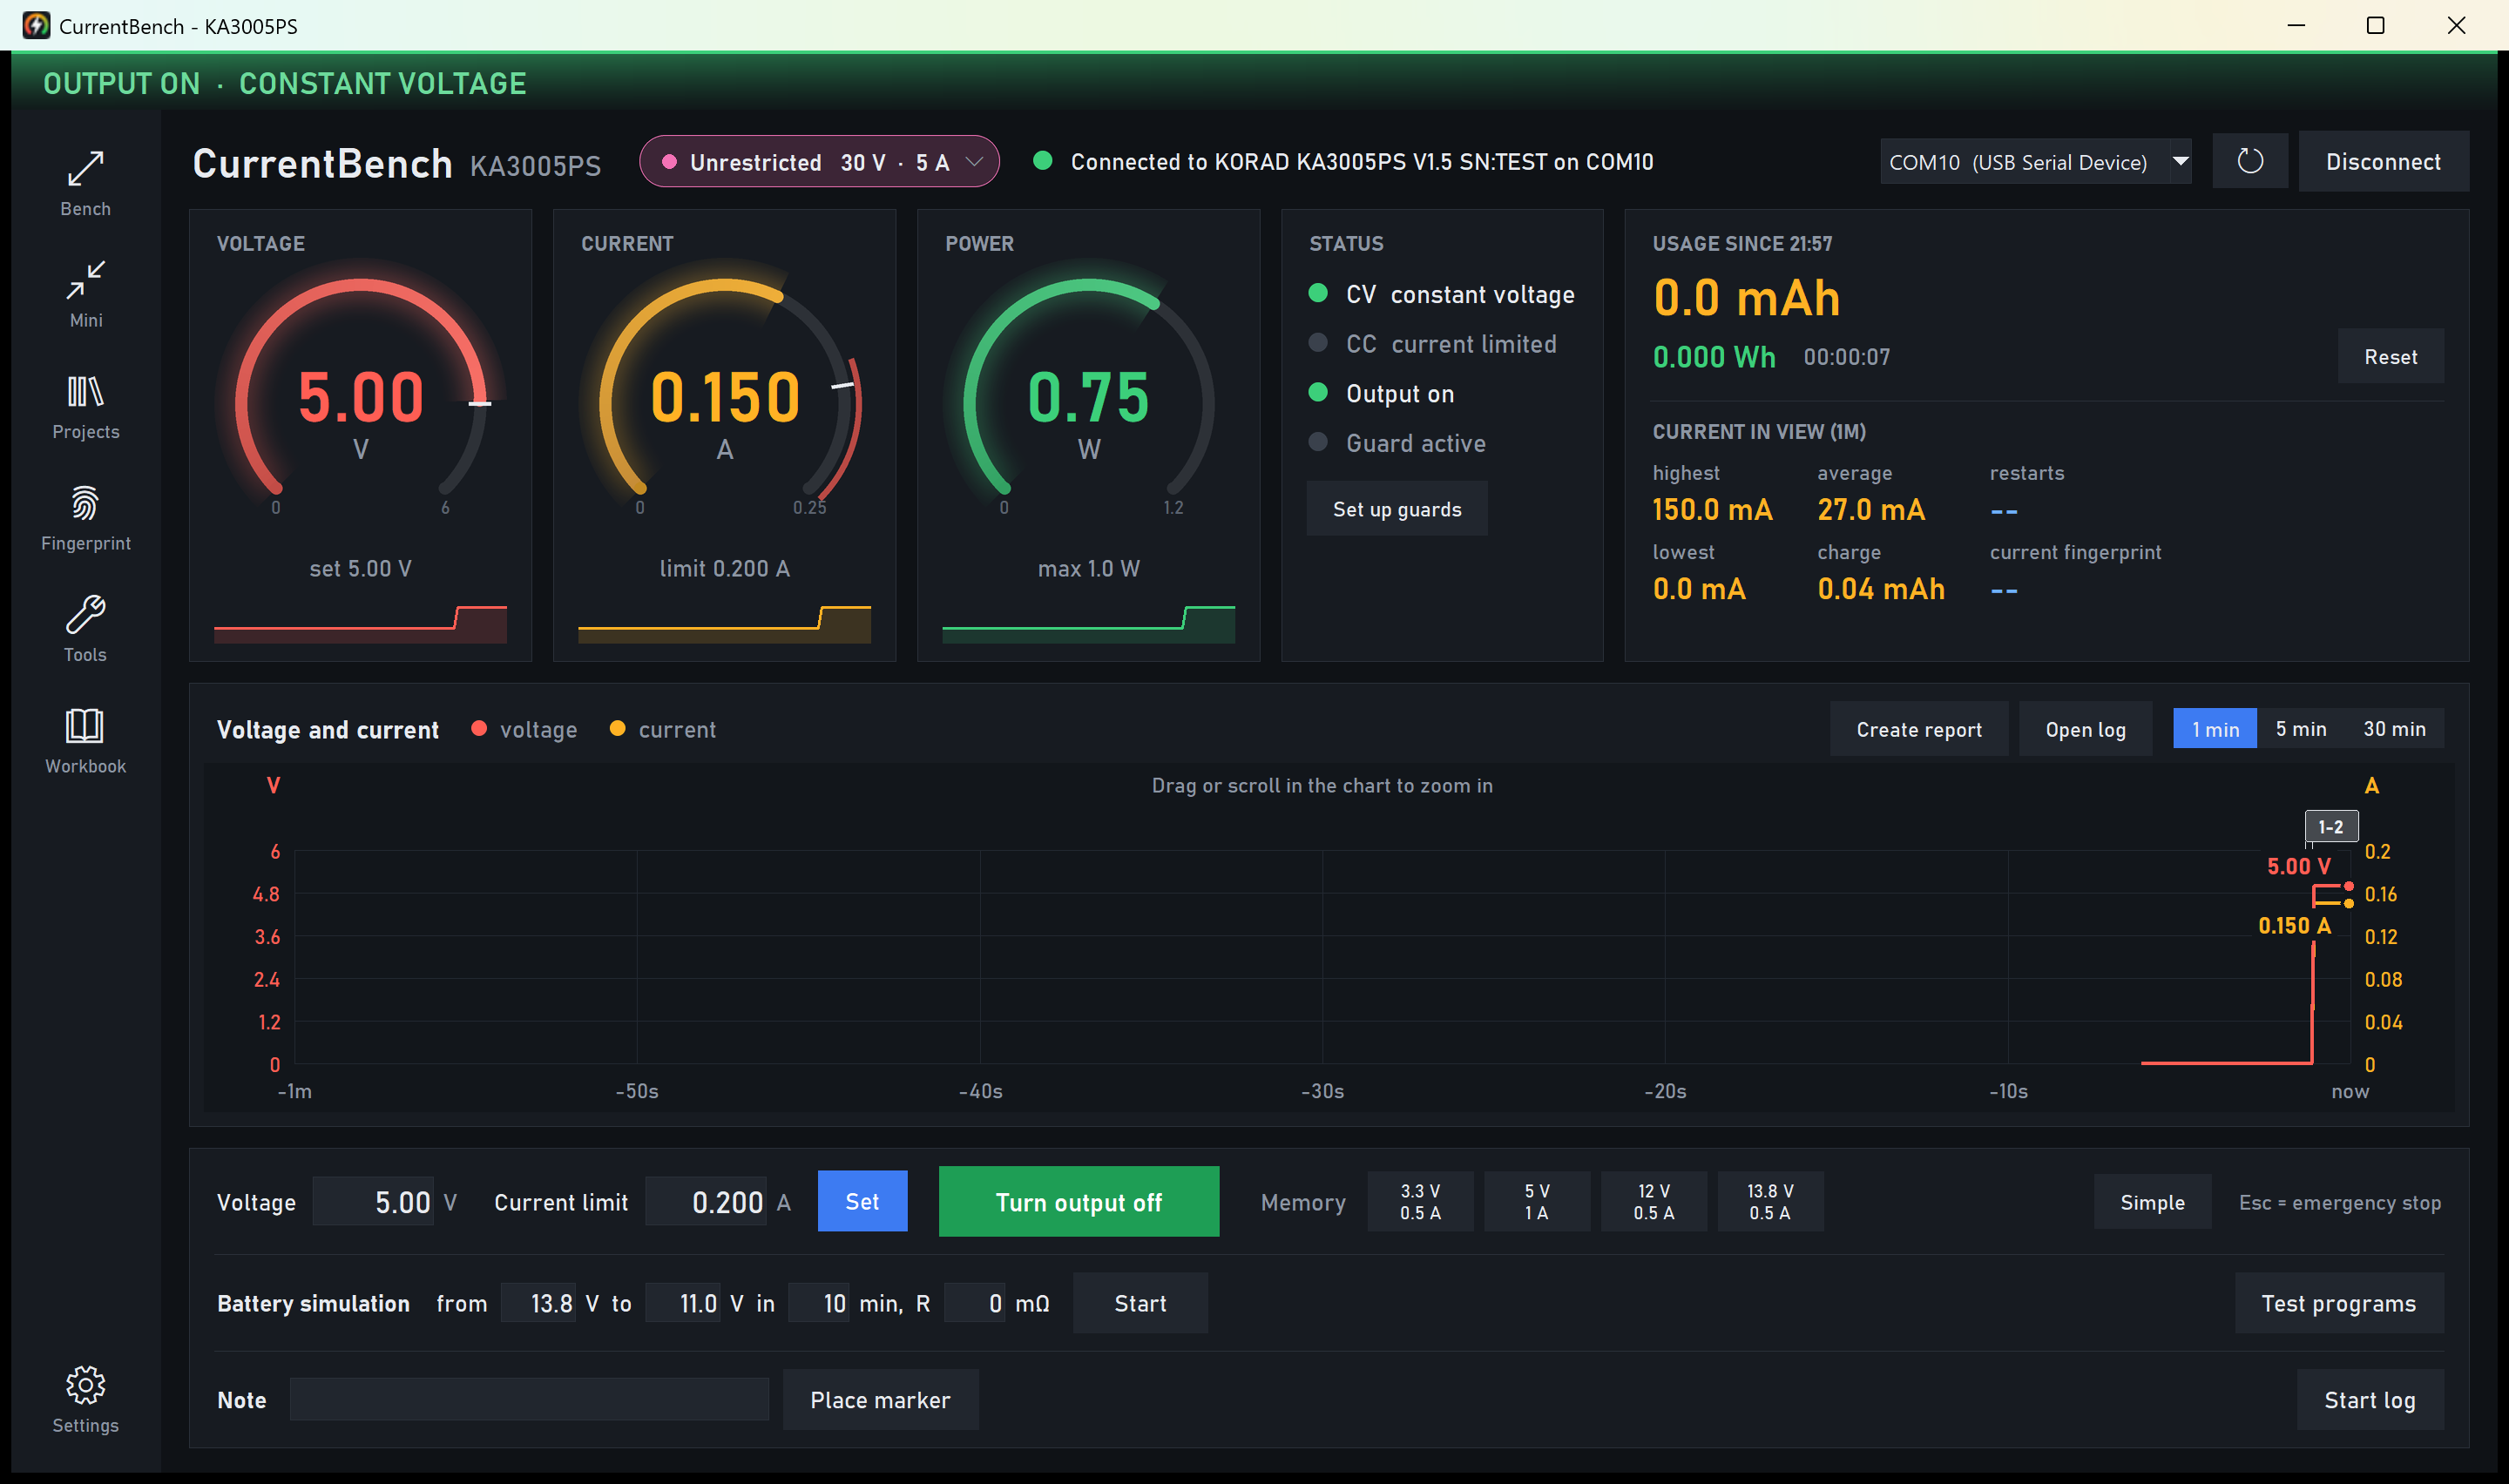 CurrentBench - KA3005PS
OUTPUT ON · CONSTANT VOLTAGE
Bench
Mini
Projects
Fingerprint
Tools
Workbook
Settings
CurrentBench KA3005PS
Unrestricted 30 V · 5 A
Connected to KORAD KA3005PS V1.5 SN:TEST on COM10
COM10 (USB Serial Device)
Disconnect
VOLTAGE
5.00
V
0 6
set 5.00 V
CURRENT
0.150
A
0 0.25
limit 0.200 A
POWER
0.75
W
0 1.2
max 1.0 W
STATUS
CV constant voltage
CC current limited
Output on
Guard active
Set up guards
USAGE SINCE 21:57
0.0 mAh
0.000 Wh 00:00:07
Reset
CURRENT IN VIEW (1M)
highest average restarts
150.0 mA 27.0 mA --
lowest charge current fingerprint
0.0 mA 0.04 mAh --
Voltage and current voltage current
Create report Open log 1 min 5 min 30 min
V Drag or scroll in the chart to zoom in A
1-2
6 0.2
5.00 V
4.8 0.16
0.150 A
3.6 0.12
2.4 0.08
1.2 0.04
0 0
-1m -50s -40s -30s -20s -10s now
Voltage 5.00 V Current limit 0.200 A Set Turn output off Memory
3.3 V
0.5 A
5 V
1 A
12 V
0.5 A
13.8 V
0.5 A
Simple Esc = emergency stop
Battery simulation from 13.8 V to 11.0 V in 10 min, R 0 mΩ Start Test programs
Note Place marker Start log